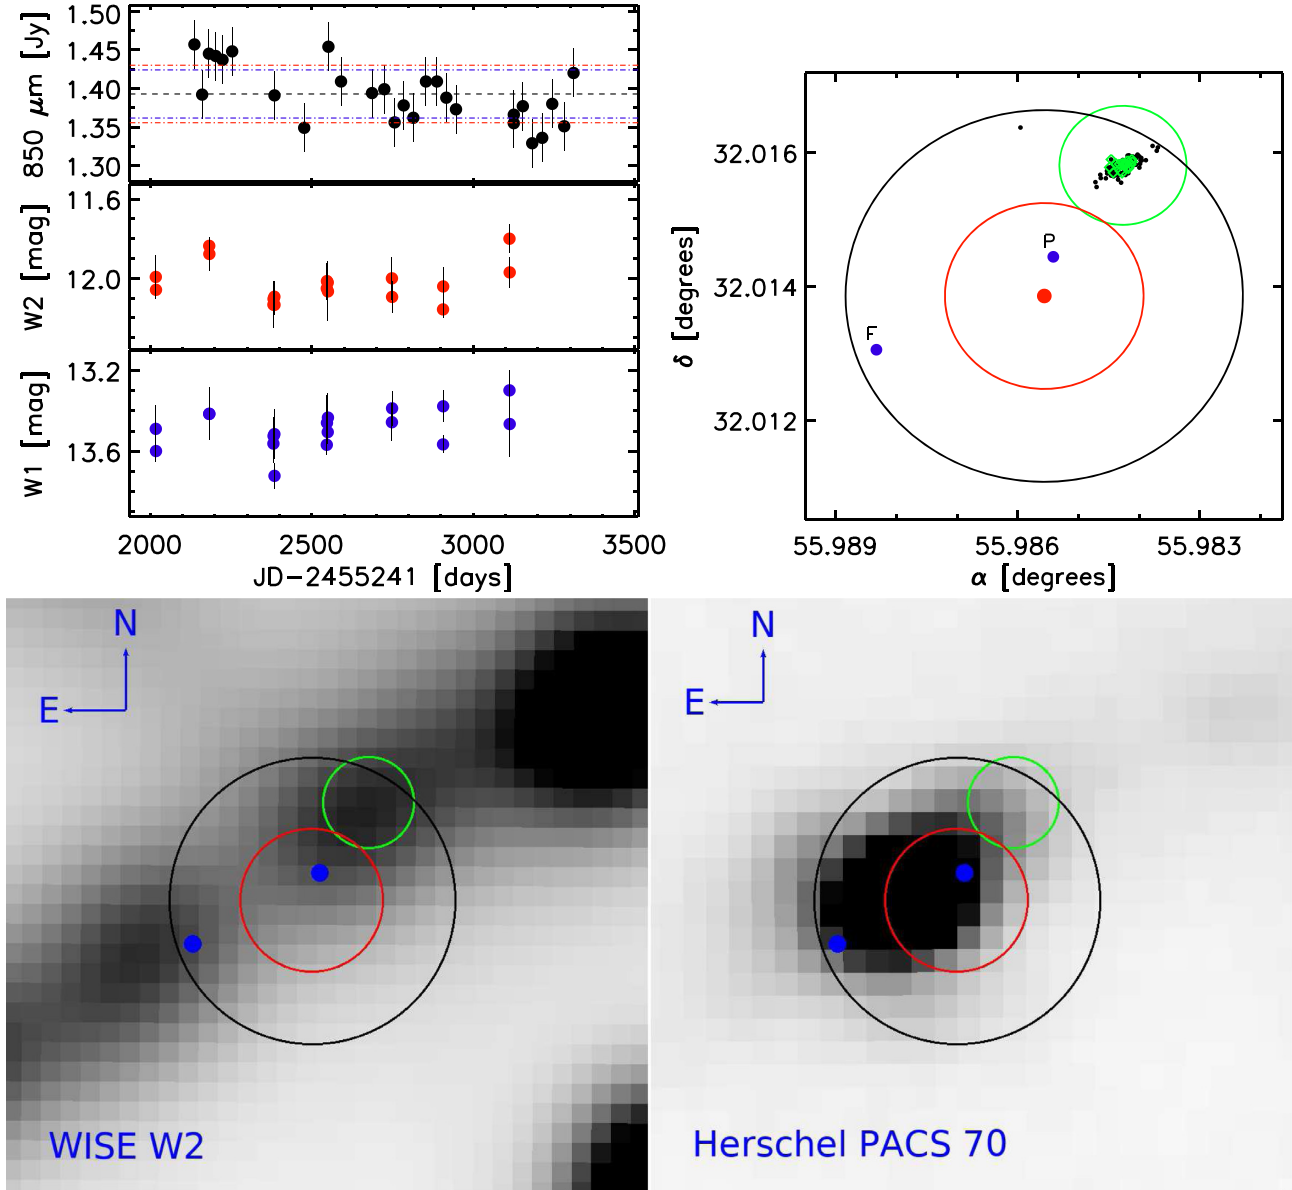 850 μm [Jy]
1.50
1.45
1.40
1.35
1.30
W2 [mag]
11.6
12.0
W1 [mag]
13.2
13.6
2000 2500 3000 3500
JD−2455241 [days]
δ [degrees]
32.016
32.014
32.012
P
F
55.989 55.986 55.983
α [degrees]
N
E
WISE W2
N
E
Herschel PACS 70